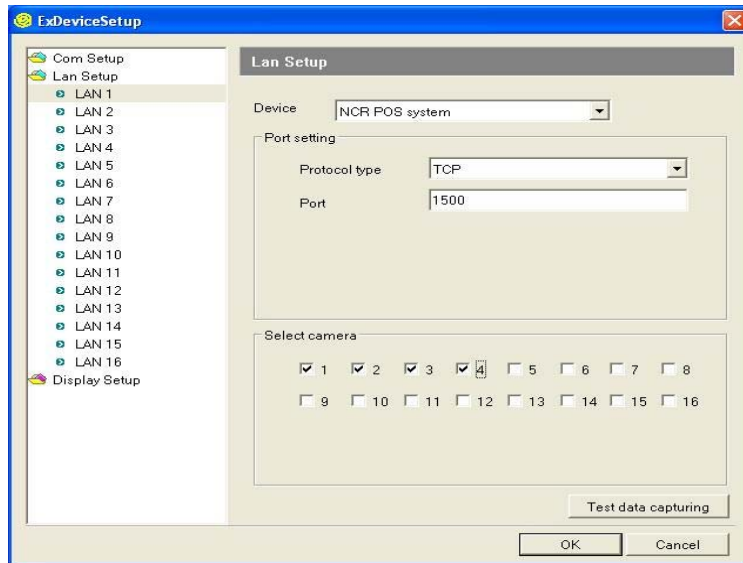 ExDeviceSetup
Com Setup
Lan Setup
LAN 1
LAN 2
LAN 3
LAN 4
LAN 5
LAN 6
LAN 7
LAN 8
LAN 9
LAN 10
LAN 11
LAN 12
LAN 13
LAN 14
LAN 15
LAN 16
Display Setup
Lan Setup
Device NCR POS system
Port setting
Protocol type TCP
Port 1500
Select camera
1 2 3 4 5 6 7 8
9 10 11 12 13 14 15 16
Test data capturing
OK Cancel